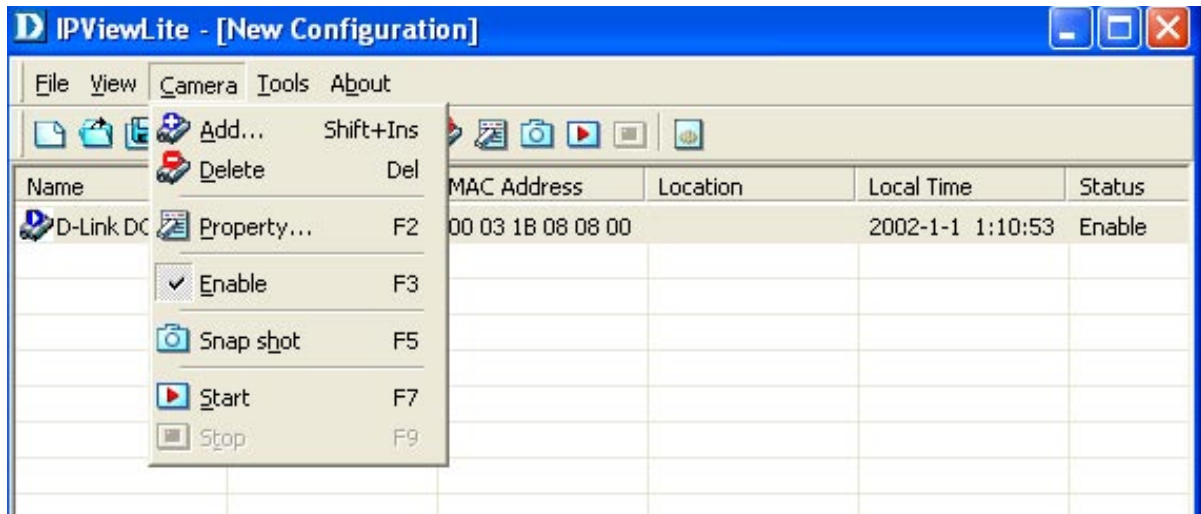 D IPViewLite - [New Configuration]
File View Camera Tools About
Add... Shift+Ins
Delete Del
Property... F2
Enable F3
Snap shot F5
Start F7
Stop F9
Name MAC Address Location Local Time Status
D-Link 00 03 1B 08 08 00 2002-1-1 1:10:53 Enable